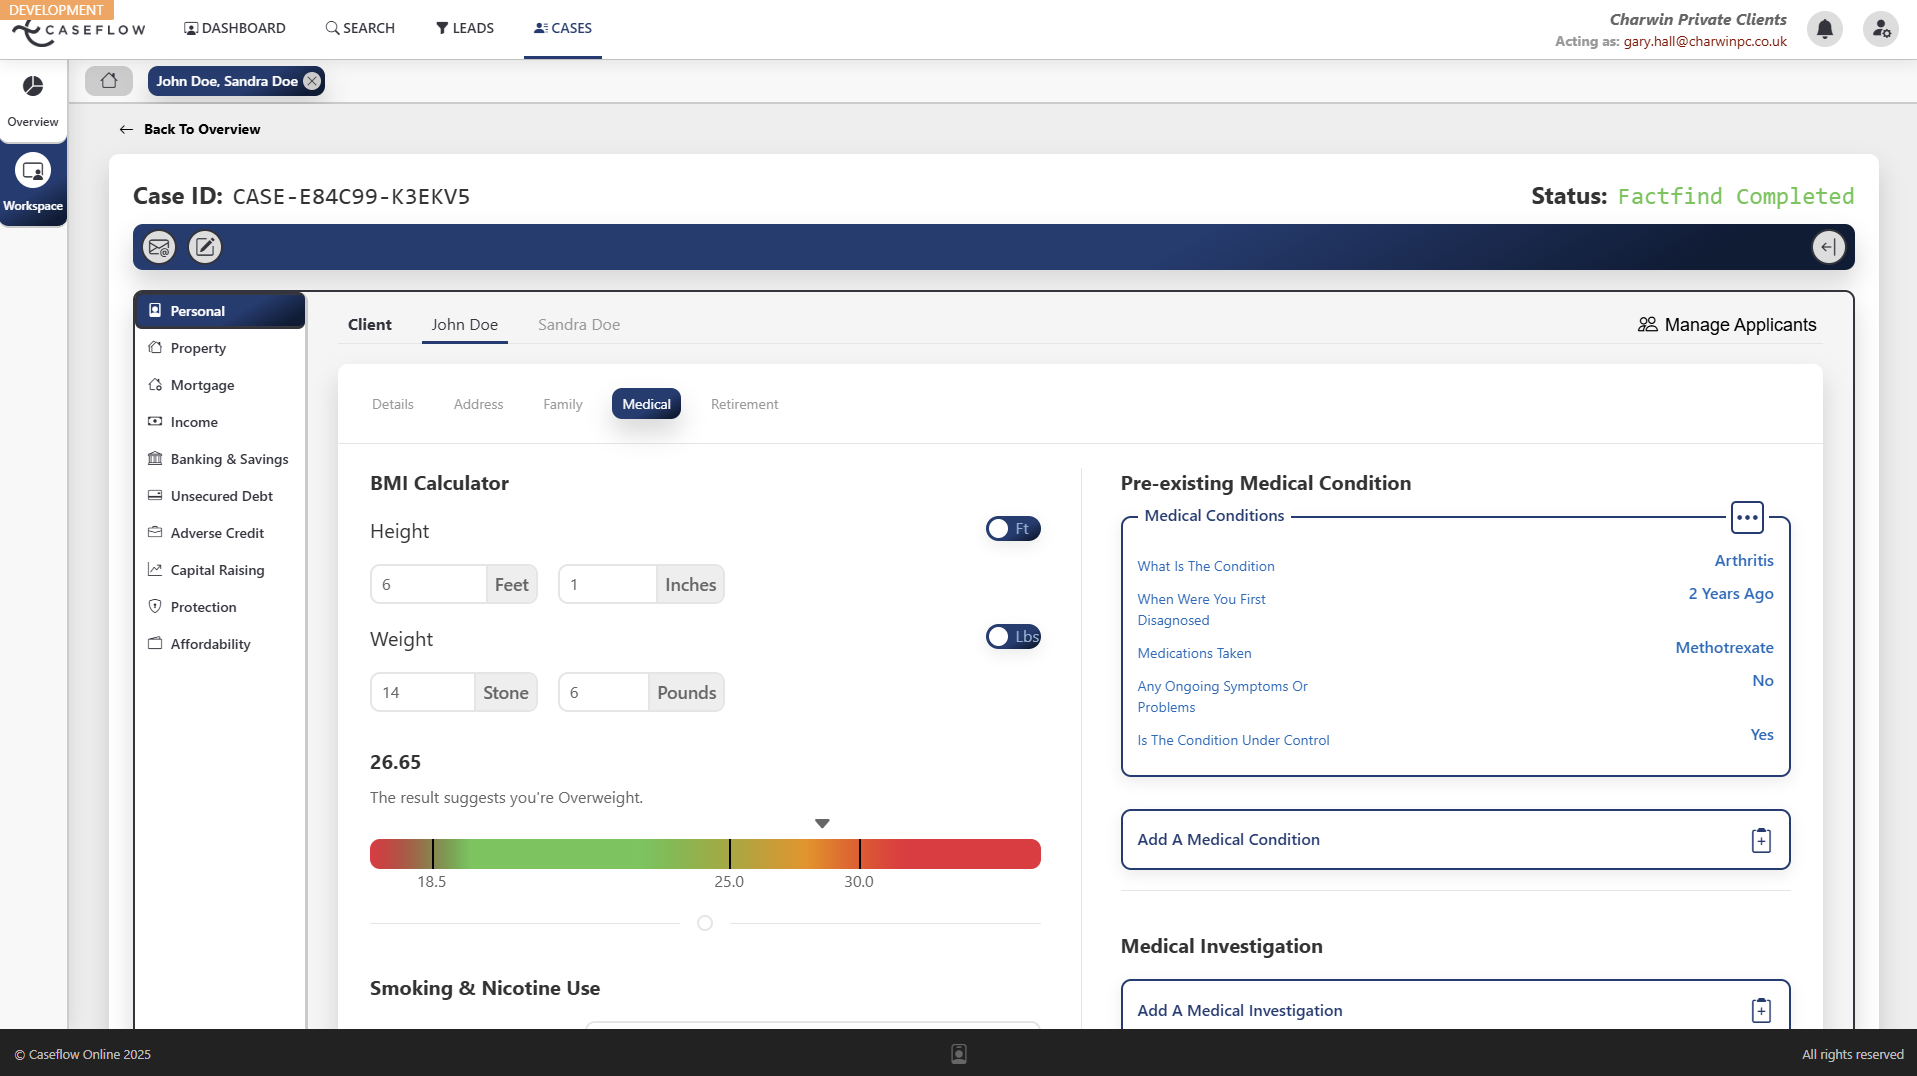 DEVELOPMENT
CASEFLOW
DASHBOARD
SEARCH
LEADS
CASES
Charwin Private Clients
Acting as: gary.hall@charwinpc.co.uk
John Doe, Sandra Doe
Overview
Workspace
Back To Overview
Case ID: CASE-E84C99-K3EKV5
Status: Factfind Completed
Personal
Property
Mortgage
Income
Banking & Savings
Unsecured Debt
Adverse Credit
Capital Raising
Protection
Affordability
Client
John Doe
Sandra Doe
Manage Applicants
Details
Address
Family
Medical
Retirement
BMI Calculator
Height
Ft
6 Feet
1 Inches
Weight
Lbs
14 Stone
6 Pounds
26.65
The result suggests you're Overweight.
18.5
25.0
30.0
Smoking & Nicotine Use
Pre-existing Medical Condition
Medical Conditions
What Is The Condition
Arthritis
When Were You First
Disagnosed
2 Years Ago
Medications Taken
Methotrexate
Any Ongoing Symptoms Or
Problems
No
Is The Condition Under Control
Yes
Add A Medical Condition
Medical Investigation
Add A Medical Investigation
© Caseflow Online 2025
All rights reserved